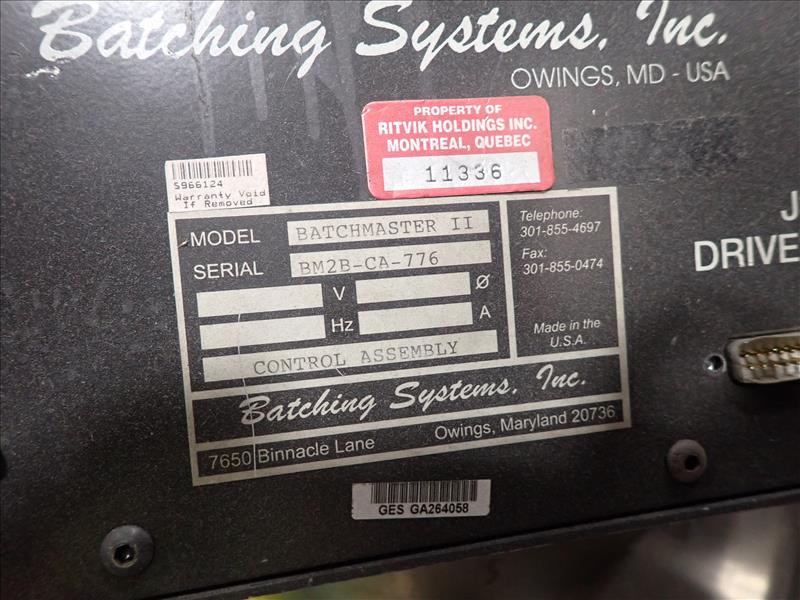 Batching Systems, Inc.
OWINGS, MD - USA
PROPERTY OF
RITVIK HOLDINGS INC.
MONTREAL, QUEBEC
11336
S966124
Warranty Void
If Removed
MODEL BATCHMASTER II
SERIAL BM2B-CA-776
V Ø
Hz A
CONTROL ASSEMBLY
Telephone:
301-855-4697
Fax:
301-855-0474
Made in the
U.S.A.
Batching Systems, Inc.
7650 Binnacle Lane Owings, Maryland 20736
GES GA264058
J
DRIVE